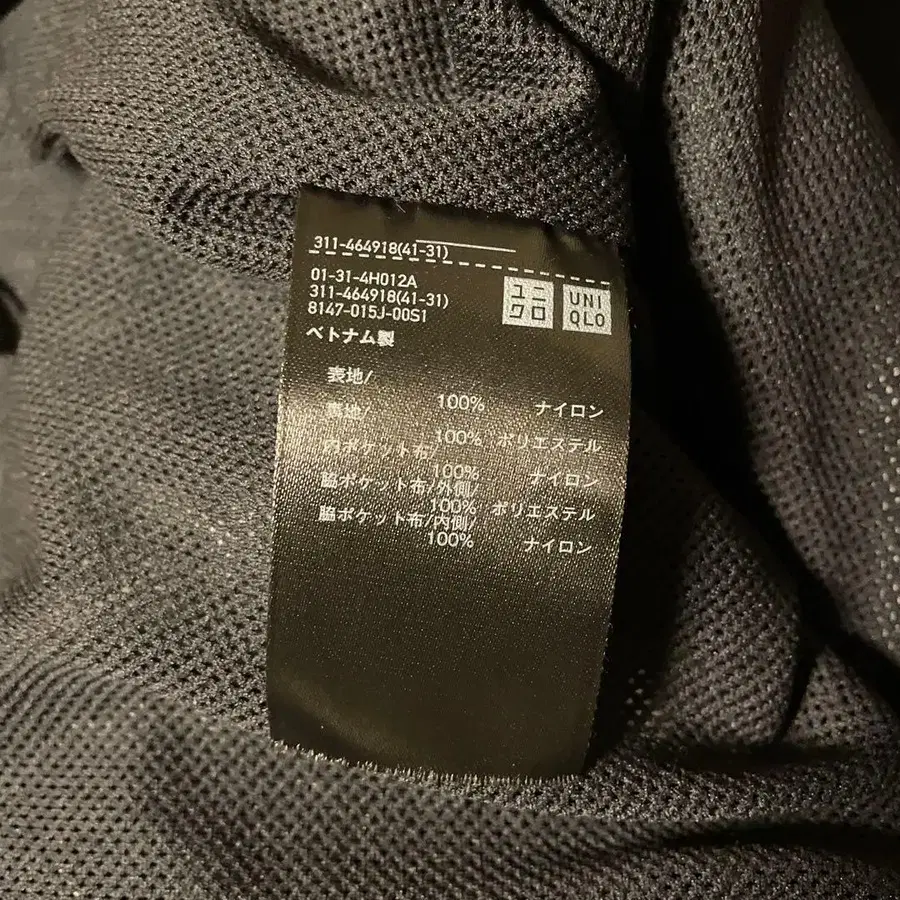 311-464918(41-31)
01-31-4H012A
311-464918(41-31)
8147-015J-00S1
ユニ
クロ
UNI
QLO
ベトナム製
表地/
100% ナイロン
裏地/
100% ポリエステル
内ポケット布/
100% ナイロン
脇ポケット布/外側/
100% ポリエステル
脇ポケット布/内側/
100% ナイロン